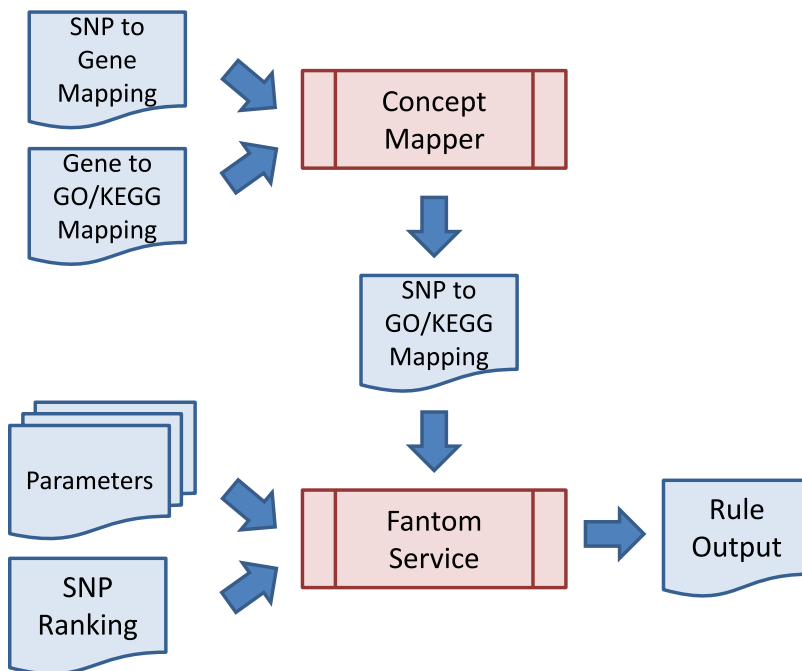 SNP to
Gene
Mapping
Concept
Mapper
Gene to
GO/KEGG
Mapping
SNP to
GO/KEGG
Mapping
Parameters
Fantom
Service
Rule
Output
SNP
Ranking